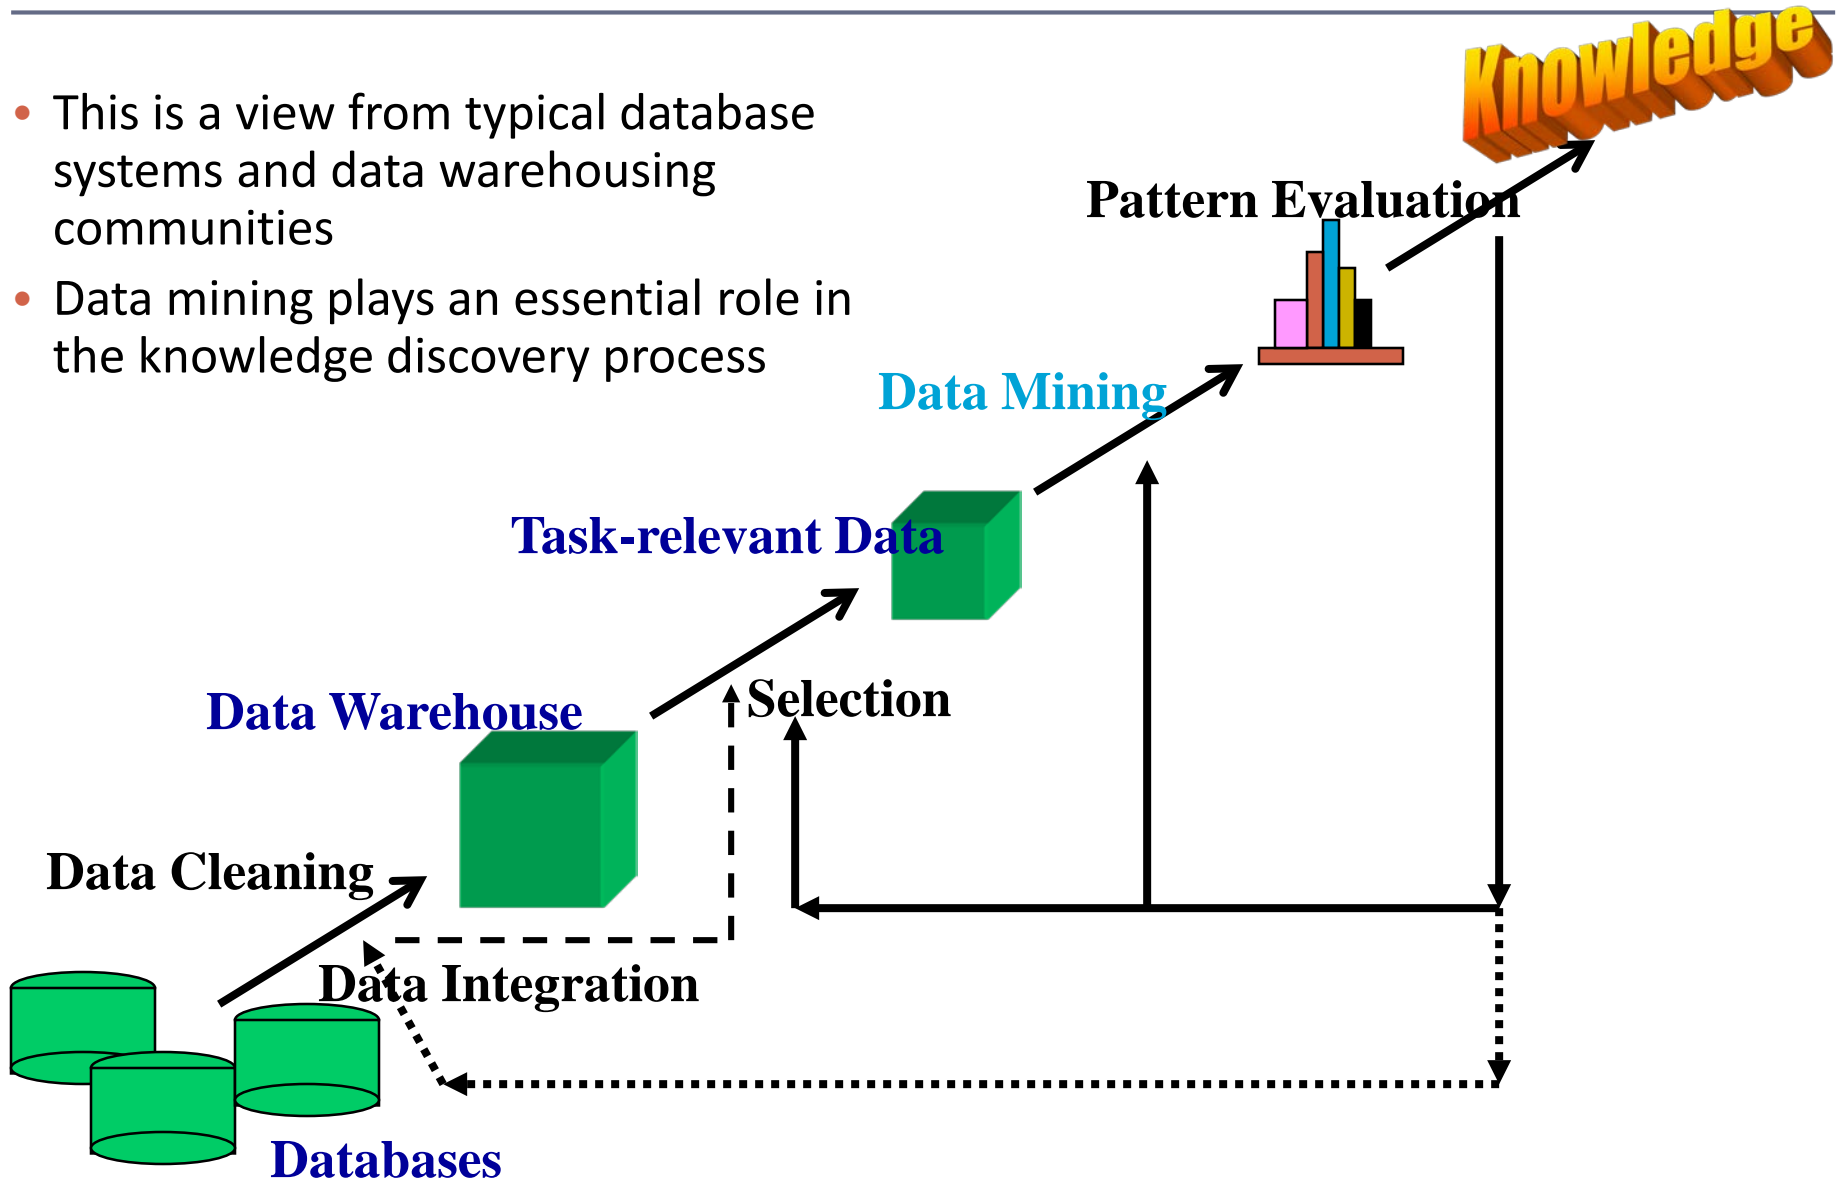 Knowledge
• This is a view from typical database
systems and data warehousing
communities
• Data mining plays an essential role in
the knowledge discovery process
Pattern Evaluation
Data Mining
Task-relevant Data
Selection
Data Warehouse
Data Cleaning
Data Integration
Databases